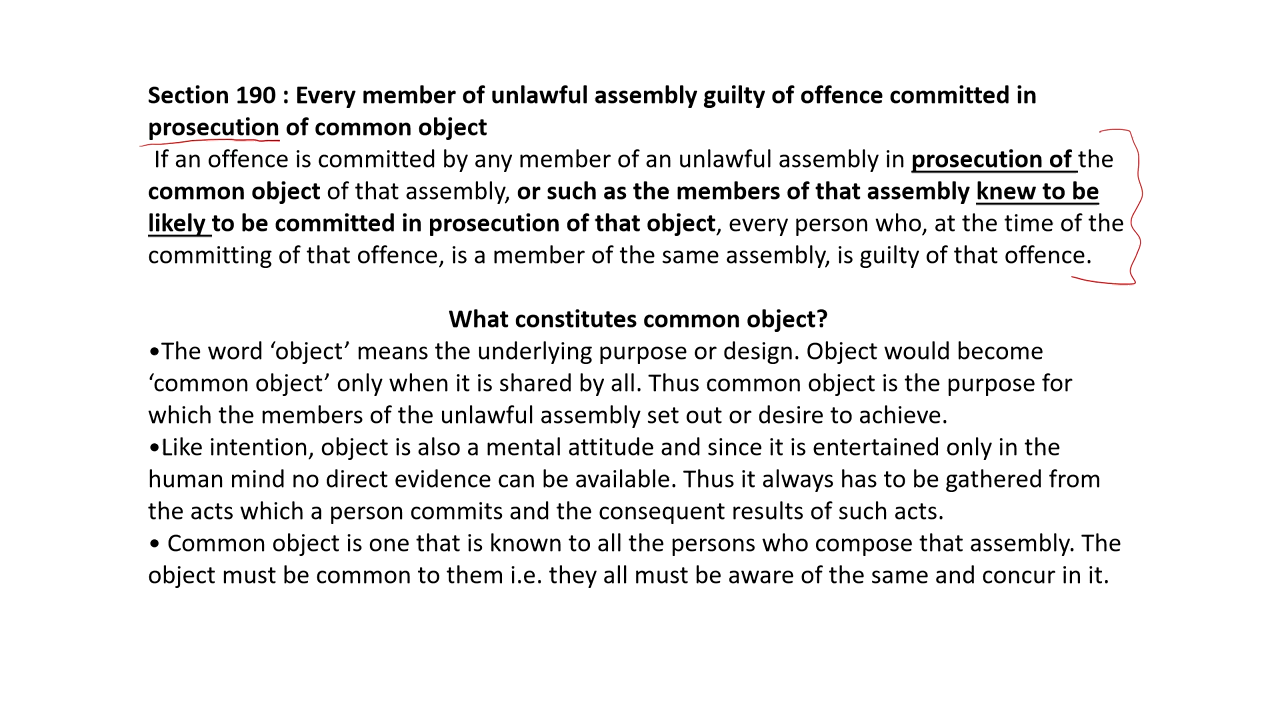 Section 190 : Every member of unlawful assembly guilty of offence committed in
prosecution of common object
If an offence is committed by any member of an unlawful assembly in prosecution of the
common object of that assembly, or such as the members of that assembly knew to be
likely to be committed in prosecution of that object, every person who, at the time of the
committing of that offence, is a member of the same assembly, is guilty of that offence.
What constitutes common object?
•The word ‘object’ means the underlying purpose or design. Object would become
‘common object’ only when it is shared by all. Thus common object is the purpose for
which the members of the unlawful assembly set out or desire to achieve.
•Like intention, object is also a mental attitude and since it is entertained only in the
human mind no direct evidence can be available. Thus it always has to be gathered from
the acts which a person commits and the consequent results of such acts.
• Common object is one that is known to all the persons who compose that assembly. The
object must be common to them i.e. they all must be aware of the same and concur in it.